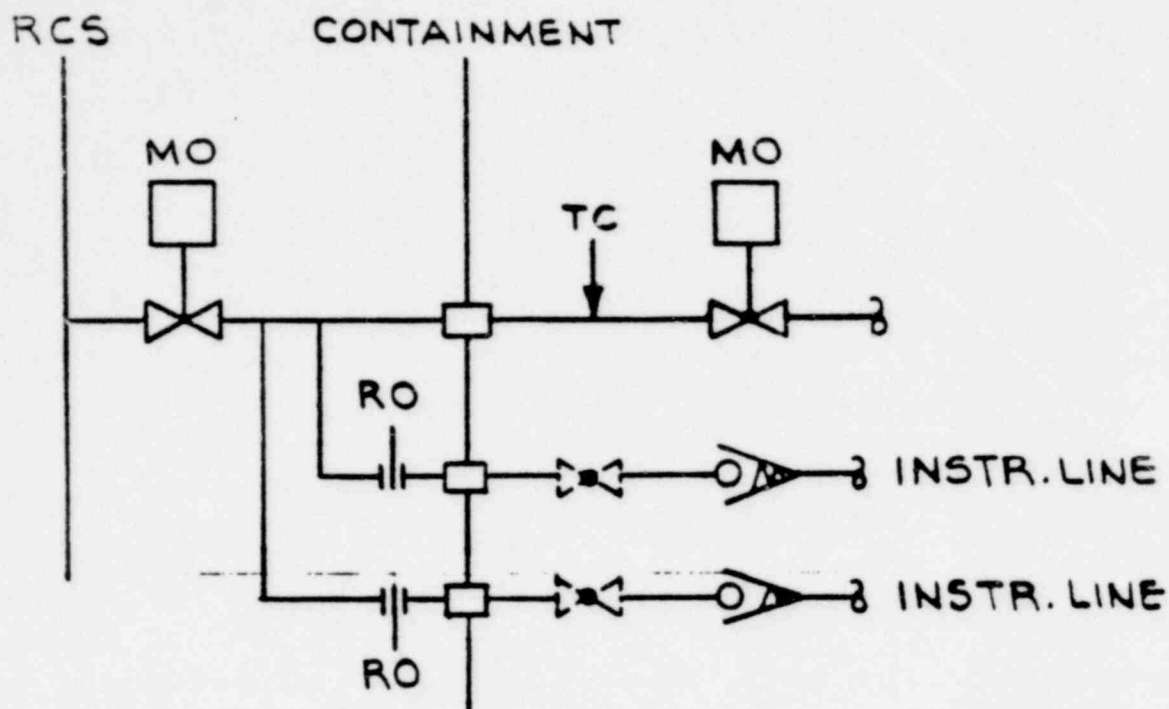 RCS
CONTAINMENT
MO
MO
TC
RO
INSTR. LINE
INSTR. LINE
RO